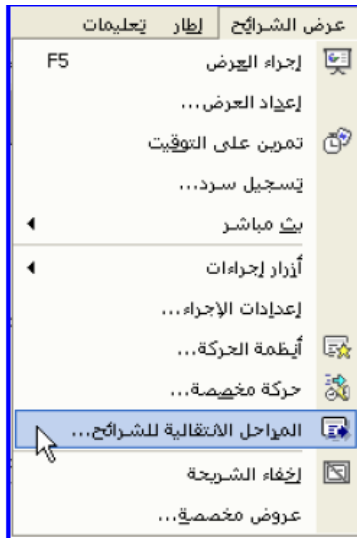 عرض الشرائح إطار تعليمات
إجراء العرض F5
إعداد العرض...
تمرين على التوقيت
تسجيل سرد...
بث مباشر
أزرار إجراءات
إعدادات الإجراء...
أنظمة الحركة...
حركة مخصصة...
المراحل الانتقالية للشرائح...
إخفاء الشريحة
عروض مخصصة...